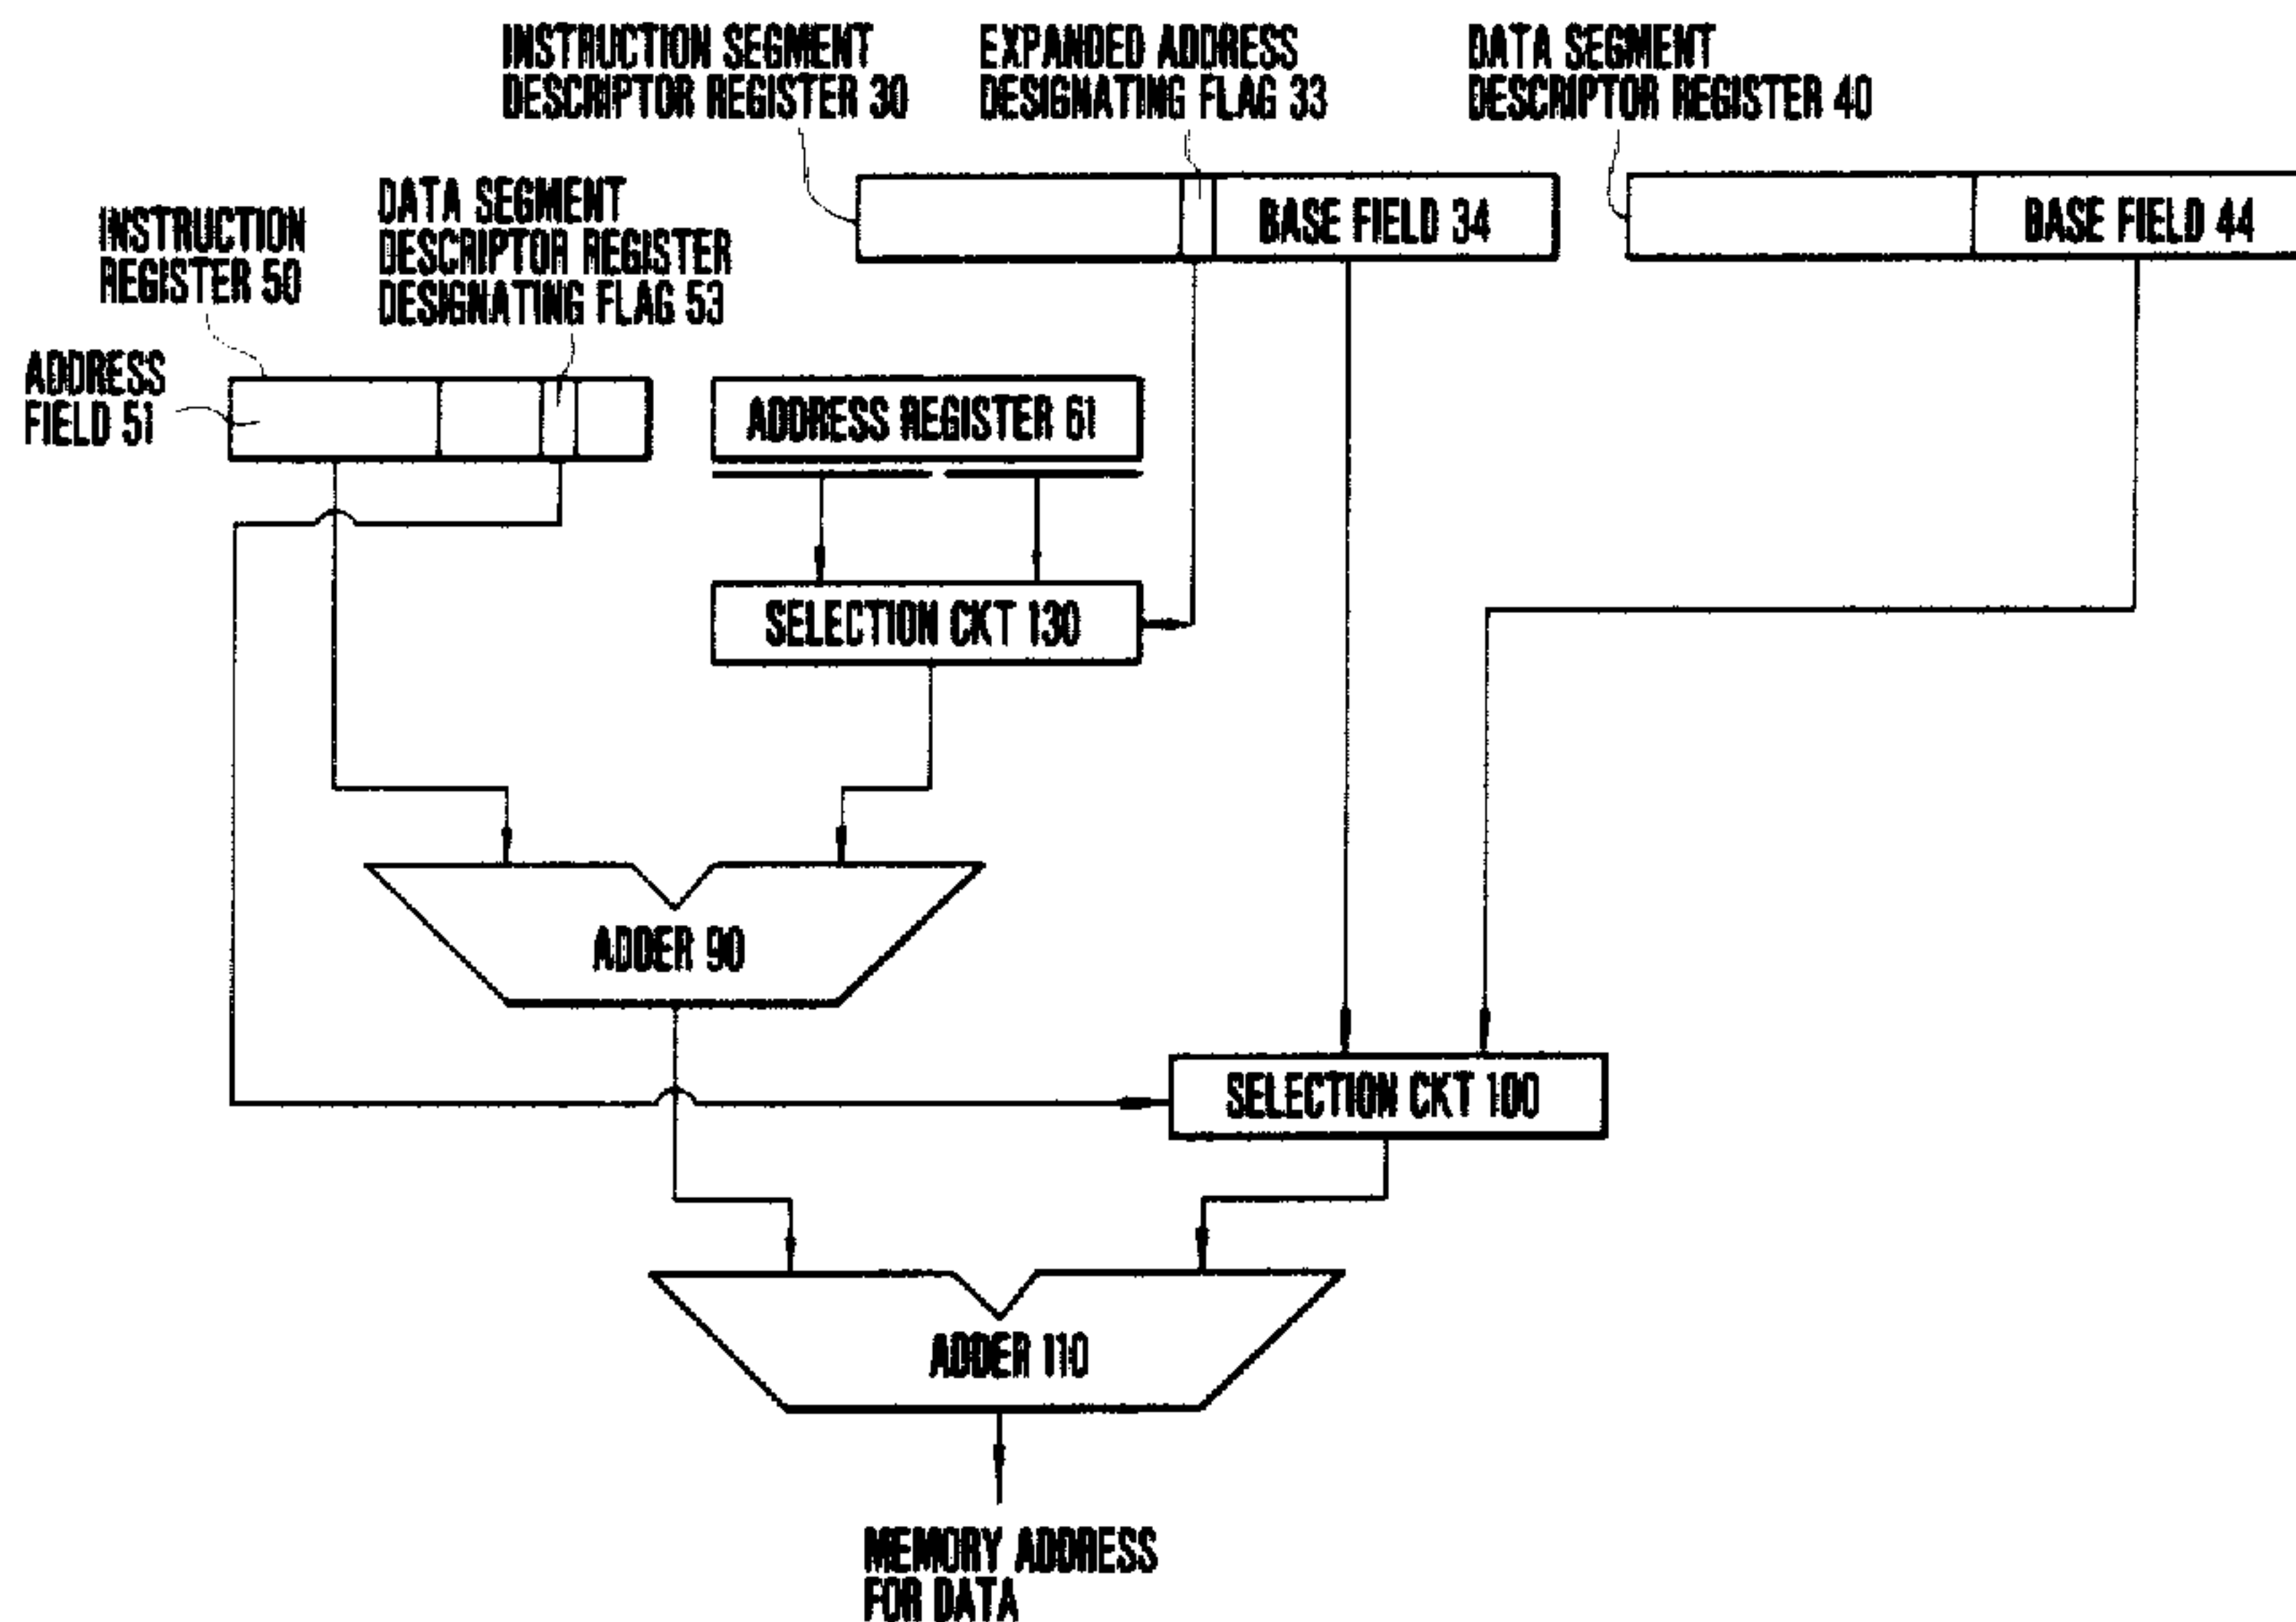 INSTRUCTION SEGMENT
DESCRIPTOR REGISTER 30
EXPANDED ADDRESS
DESIGNATING FLAG 33
DATA SEGMENT
DESCRIPTOR REGISTER 40
BASE FIELD 34
BASE FIELD 44
INSTRUCTION
REGISTER 50
DATA SEGMENT
DESCRIPTOR REGISTER
DESIGNATING FLAG 53
ADDRESS
FIELD 51
ADDRESS REGISTER 61
SELECTION CKT 130
ADDER 90
SELECTION CKT 100
ADDER 110
MEMORY ADDRESS
FOR DATA